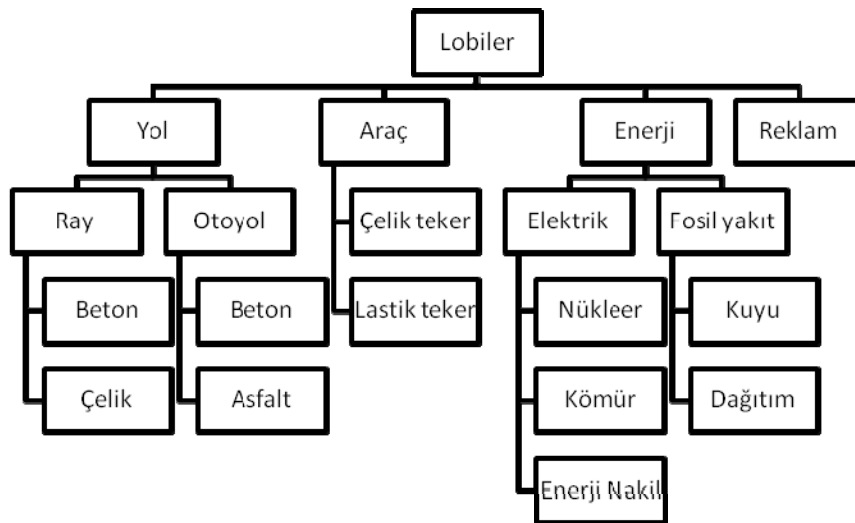 Lobiler
Yol
Araç
Enerji
Reklam
Ray
Otoyol
Çelik teker
Elektrik
Fosil yakıt
Beton
Beton
Lastik teker
Nükleer
Kuyu
Çelik
Asfalt
Kömür
Dağıtım
Enerji Nakil